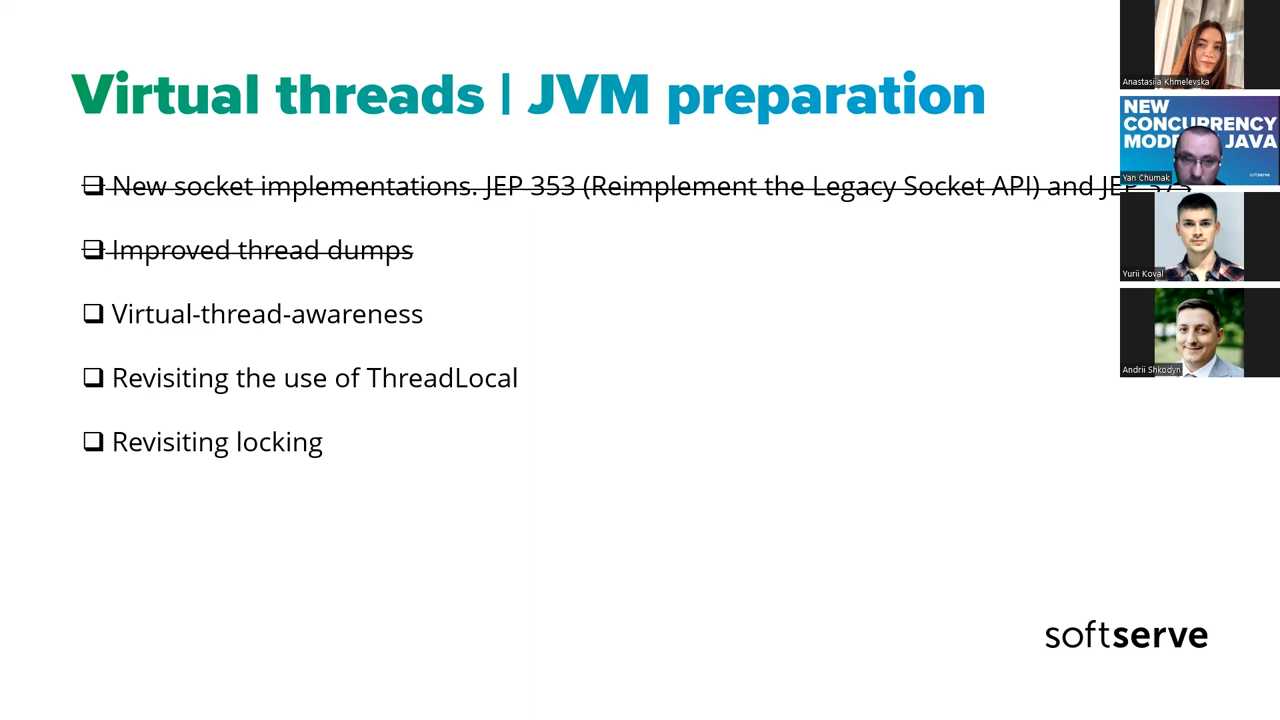 Virtual threads | JVM preparation
New socket implementations. JEP 353 (Reimplement the Legacy Socket API) and JEP 373
Improved thread dumps
Virtual-thread-awareness
Revisiting the use of ThreadLocal
Revisiting locking
softserve
Anastasiia Khmelevska
NEW
CONCURRENCY
JAVA
softserve
Yan Chumak
Yurii Koval
Andrii Shkodyn